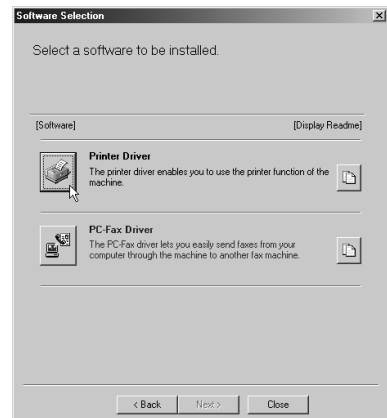 Software Selection
Select a software to be installed.
[Software] [Display Readme]
Printer Driver
The printer driver enables you to use the printer function of the
machine.
PC-Fax Driver
The PC-Fax driver lets you easily send faxes from your
computer through the machine to another fax machine.
< Back Next > Close